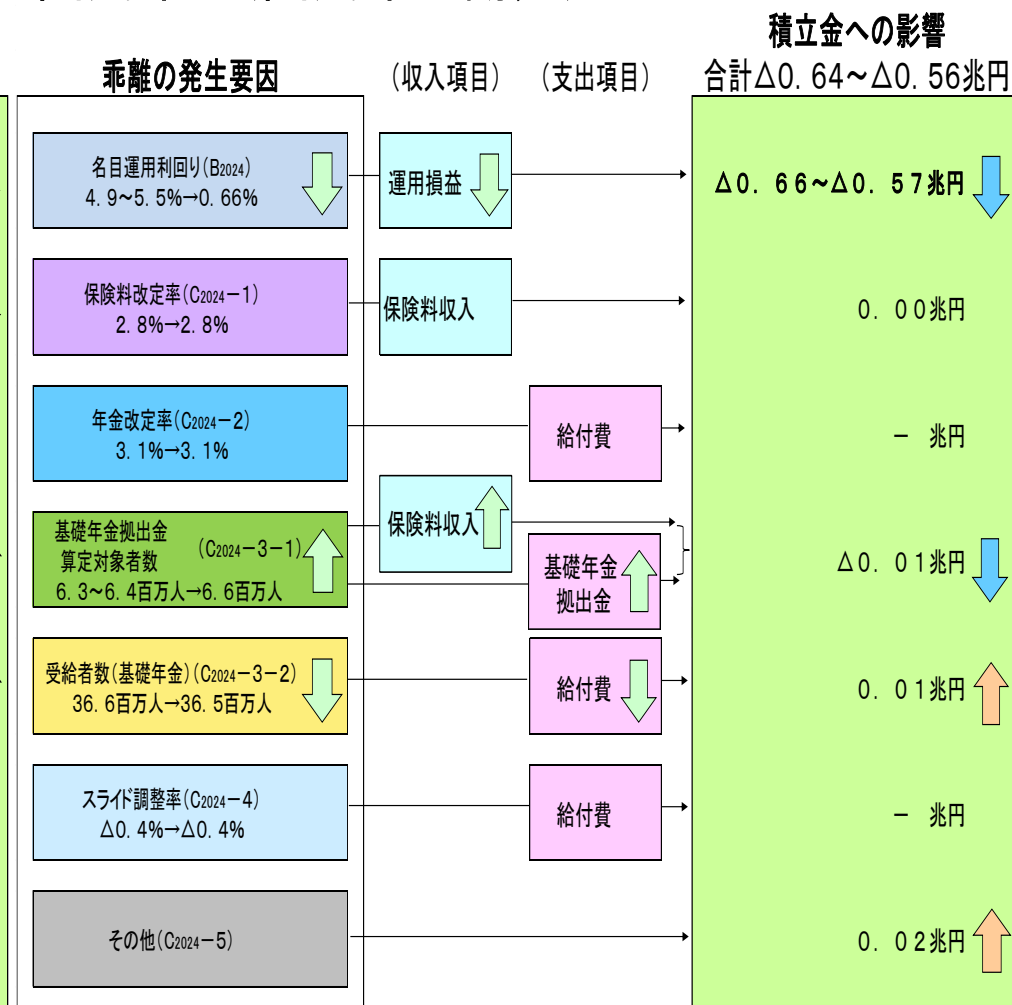 積立金への影響
乖離の発生要因
（収入項目）
（支出項目）
合計△0．64～△0．56兆円
名目運用利回り（B2024）
4．9～5．5%→0．66%
運用損益
△0．66～△0．57兆円
保険料改定率（C2024－1）
2．8%→2．8%
保険料収入
0．00兆円
年金改定率（C2024－2）
3．1%→3．1%
給付費
－ 兆円
基礎年金拠出金
算定対象者数
（C2024－3－1）
6．3～6．4百万人→6．6百万人
保険料収入
基礎年金
拠出金
△0．01兆円
受給者数（基礎年金）（C2024－3－2）
36．6百万人→36．5百万人
給付費
0．01兆円
スライド調整率（C2024－4）
△0．4%→△0．4%
給付費
－ 兆円
その他（C2024－5）
0．02兆円